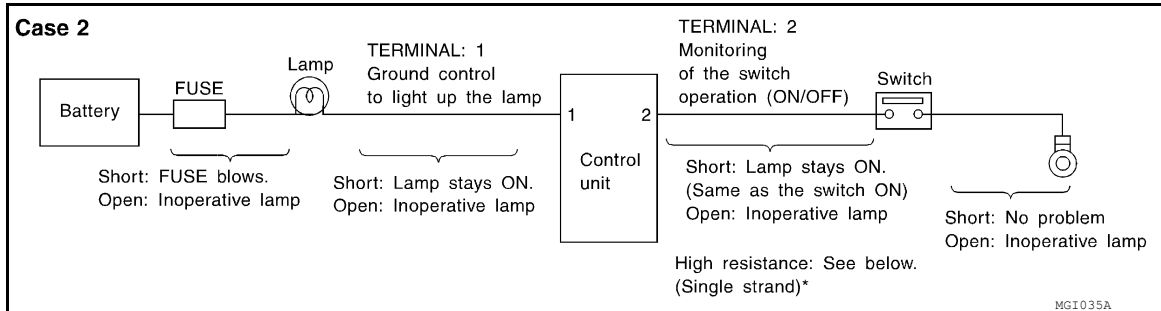 Case 2
Battery
FUSE
Lamp
TERMINAL: 1
Ground control
to light up the lamp
1
2
Control
unit
TERMINAL: 2
Monitoring
of the switch
operation (ON/OFF)
Switch
Short: FUSE blows.
Open: Inoperative lamp
Short: Lamp stays ON.
Open: Inoperative lamp
Short: Lamp stays ON.
(Same as the switch ON)
Open: Inoperative lamp
High resistance: See below.
(Single strand)*
Short: No problem
Open: Inoperative lamp
MGI035A